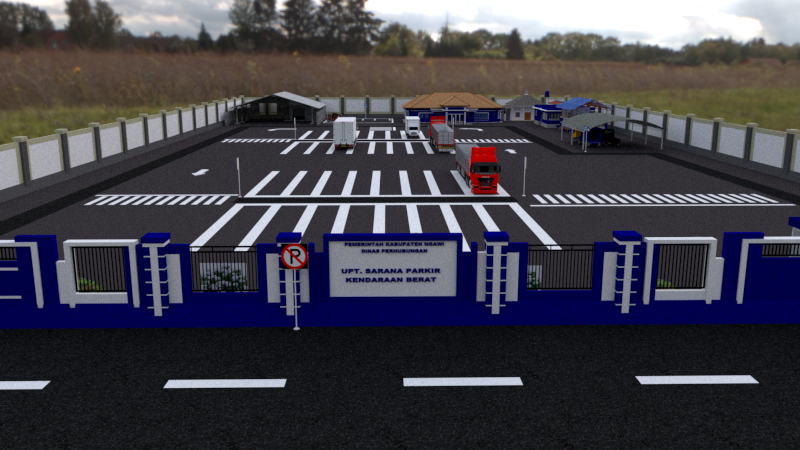 PEMERINTAH KABUPATEN NGAWI
DINAS PERHUBUNGAN
UPT. SARANA PARKIR
KENDARAAN BERAT
P